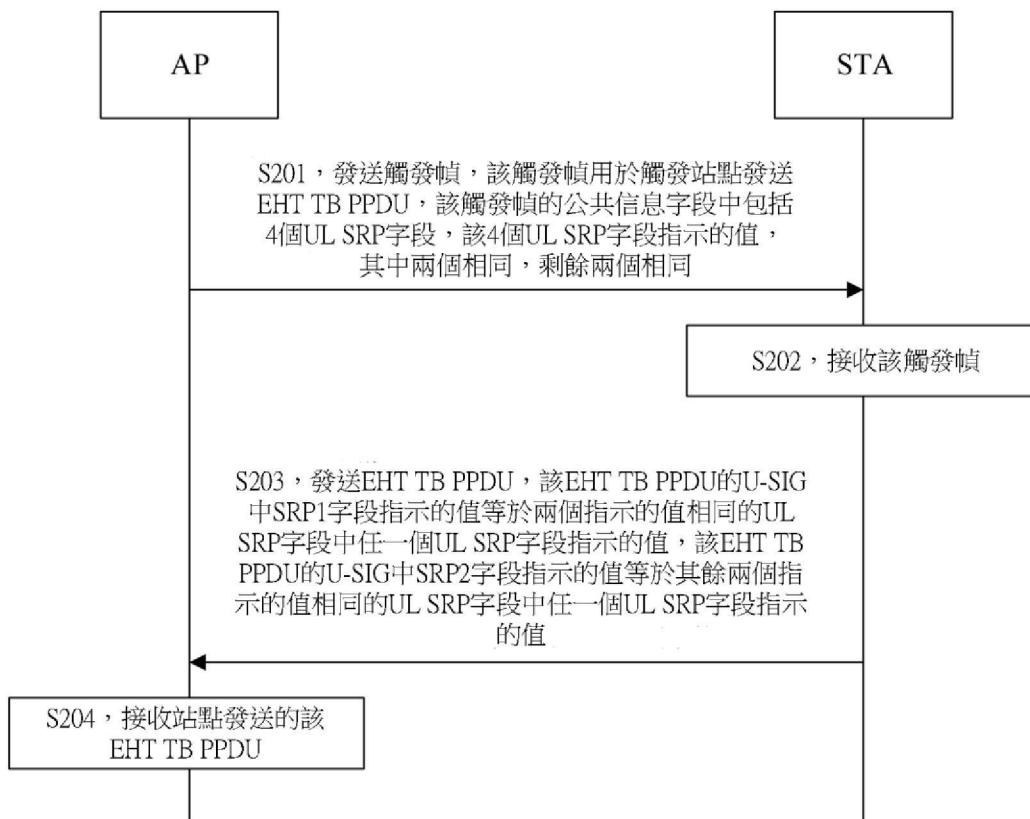 AP
STA
S201，發送觸發幀，該觸發幀用於觸發站點發送
EHT TB PPDU，該觸發幀的公共信息字段中包括
4個UL SRP字段，該4個UL SRP字段指示的值，
其中兩個相同，剩餘兩個相同
S202，接收該觸發幀
S203，發送EHT TB PPDU，該EHT TB PPDU的U-SIG
中SRP1字段指示的值等於兩個指示的值相同的UL
SRP字段中任一個UL SRP字段指示的值，該EHT TB
PPDU的U-SIG中SRP2字段指示的值等於其餘兩個指
示的值相同的UL SRP字段中任一個UL SRP字段指示
的值
S204，接收站點發送的該
EHT TB PPDU